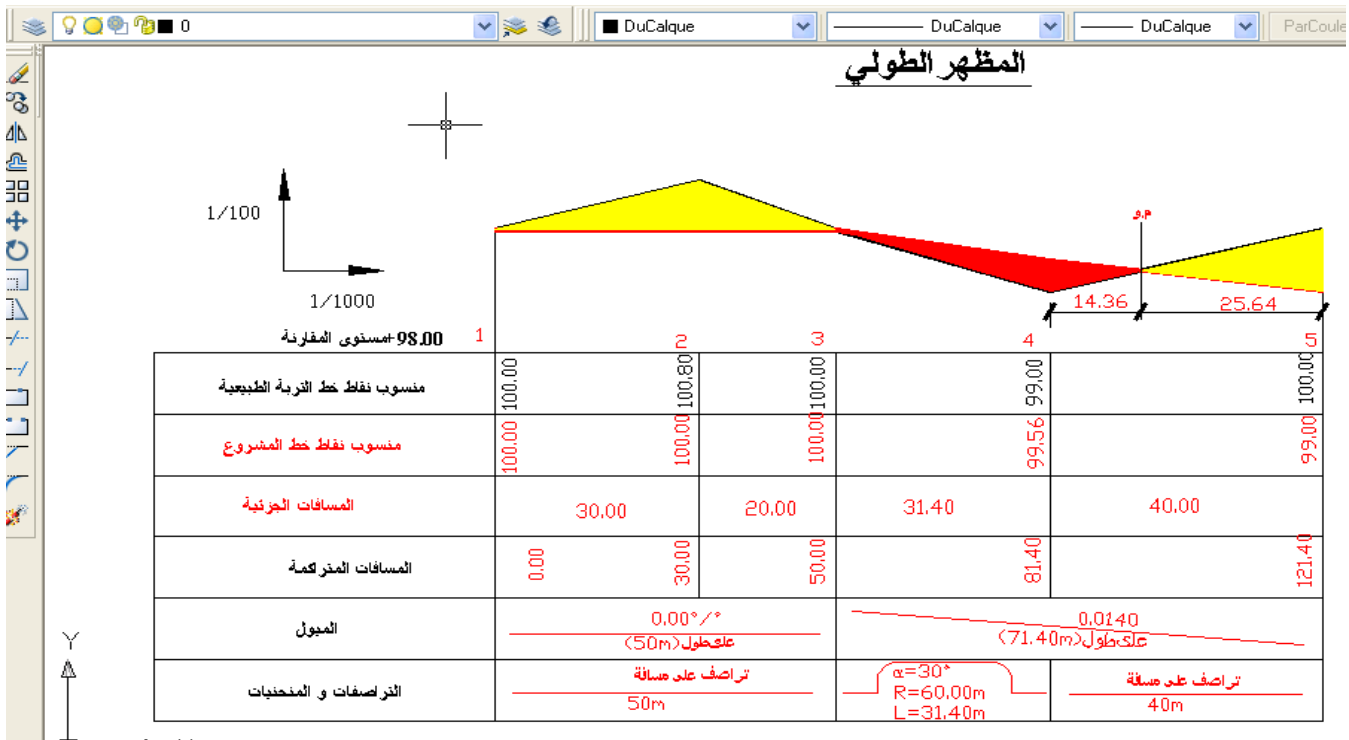 0 DuCalque DuCalque DuCalque ParCoule
المظهر الطولي
1/100
1/1000
م.و
14.36 25.64
مستوى المقارنة+98.00
1 2 3 4 5
منسوب نقاط خط التربة الطبيعية 100.00 100.80 100.00 99.00 100.00
منسوب نقاط خط المشروع 100.00 100.00 100.00 99.56 99.00
المسافات الجزئية 30.00 20.00 31.40 40.00
المسافات المتراكمة 0.00 30.00 50.00 81.40 121.40
الميول 0.00°/° 0.0140
على طول(50m) على طول(71.40m)
التراصفات و المنحنيات
تراصف على مسافة
50m
α=30°
R=60.00m
L=31.40m
تراصف على مسافة
40m
Y